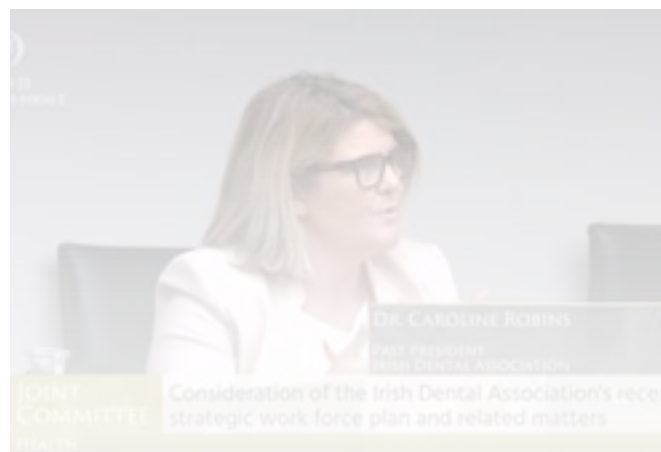 DR. CAROLINE ROBINS
PAST PRESIDENT
IRISH DENTAL ASSOCIATION
JOINT
COMMITTEE
Consideration of the Irish Dental Association's rece
strategic work force plan and related matters
HEALTH